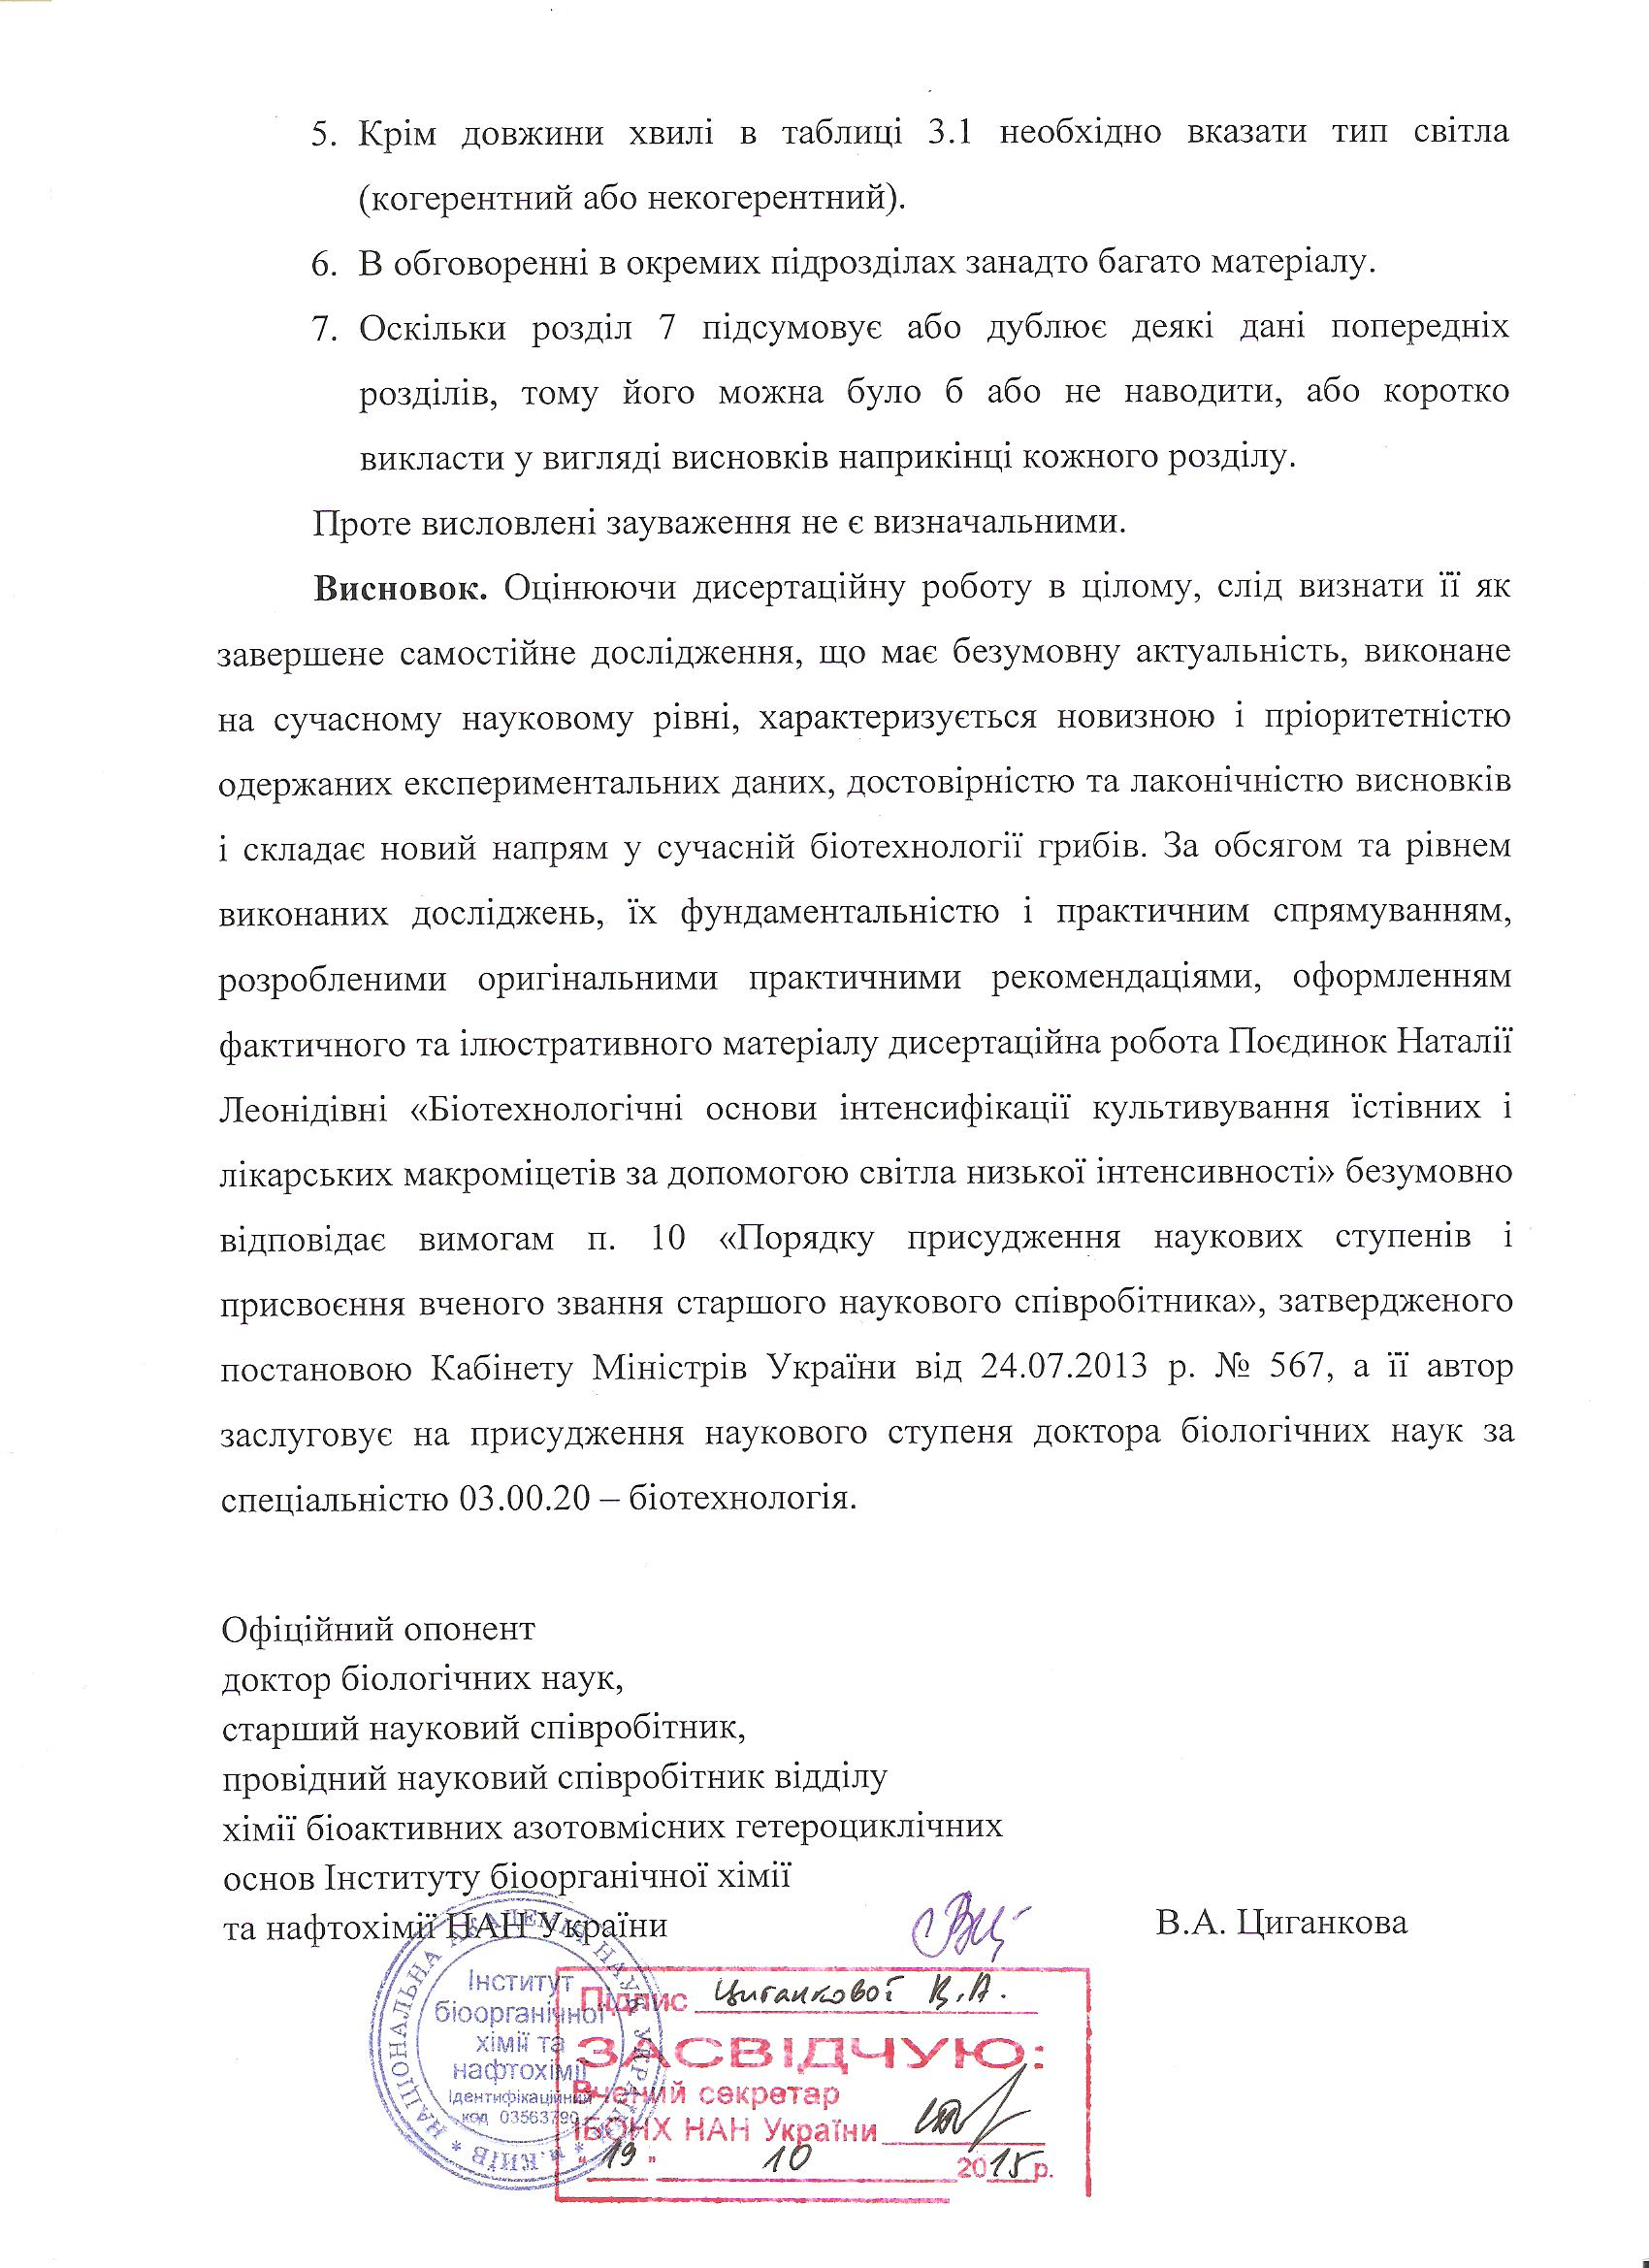 5. Крім довжини хвилі в таблиці 3.1 необхідно вказати тип світла
(когерентний або некогерентний).
6. В обговоренні в окремих підрозділах занадто багато матеріалу.
7. Оскільки розділ 7 підсумовує або дублює деякі дані попередніх
розділів, тому його можна було б або не наводити, або коротко
викласти у вигляді висновків наприкінці кожного розділу.
Проте висловлені зауваження не є визначальними.
Висновок. Оцінюючи дисертаційну роботу в цілому, слід визнати її як
завершене самостійне дослідження, що має безумовну актуальність, виконане
на сучасному науковому рівні, характеризується новизною і пріоритетністю
одержаних експериментальних даних, достовірністю та лаконічністю висновків
і складає новий напрям у сучасній біотехнології грибів. За обсягом та рівнем
виконаних досліджень, їх фундаментальністю і практичним спрямуванням,
розробленими оригінальними практичними рекомендаціями, оформленням
фактичного та ілюстративного матеріалу дисертаційна робота Поєдинок Наталії
Леонідівні «Біотехнологічні основи інтенсифікації культивування їстівних і
лікарських макроміцетів за допомогою світла низької інтенсивності» безумовно
відповідає вимогам п. 10 «Порядку присудження наукових ступенів і
присвоєння вченого звання старшого наукового співробітника», затвердженого
постановою Кабінету Міністрів України від 24.07.2013 р. № 567, а її автор
заслуговує на присудження наукового ступеня доктора біологічних наук за
спеціальністю 03.00.20 – біотехнологія.
Офіційний опонент
доктор біологічних наук,
старший науковий співробітник,
провідний науковий співробітник відділу
хімії біоактивних азотовмісних гетероциклічних
основ Інституту біоорганічної хімії
та нафтохімії НАН України В.А. Циганкова
НАЦІОНАЛЬНА АКАДЕМІЯ НАУК УКРАЇНИ * м.КИЇВ *
Інститут
біоорганічної
хімії та
нафтохімії
Ідентифікаційний
код 03563790
Підпис Циганкової В.А.
ЗАСВІДЧУЮ:
Вчений секретар
ІБОНХ НАН України
"19" 10 2015р.